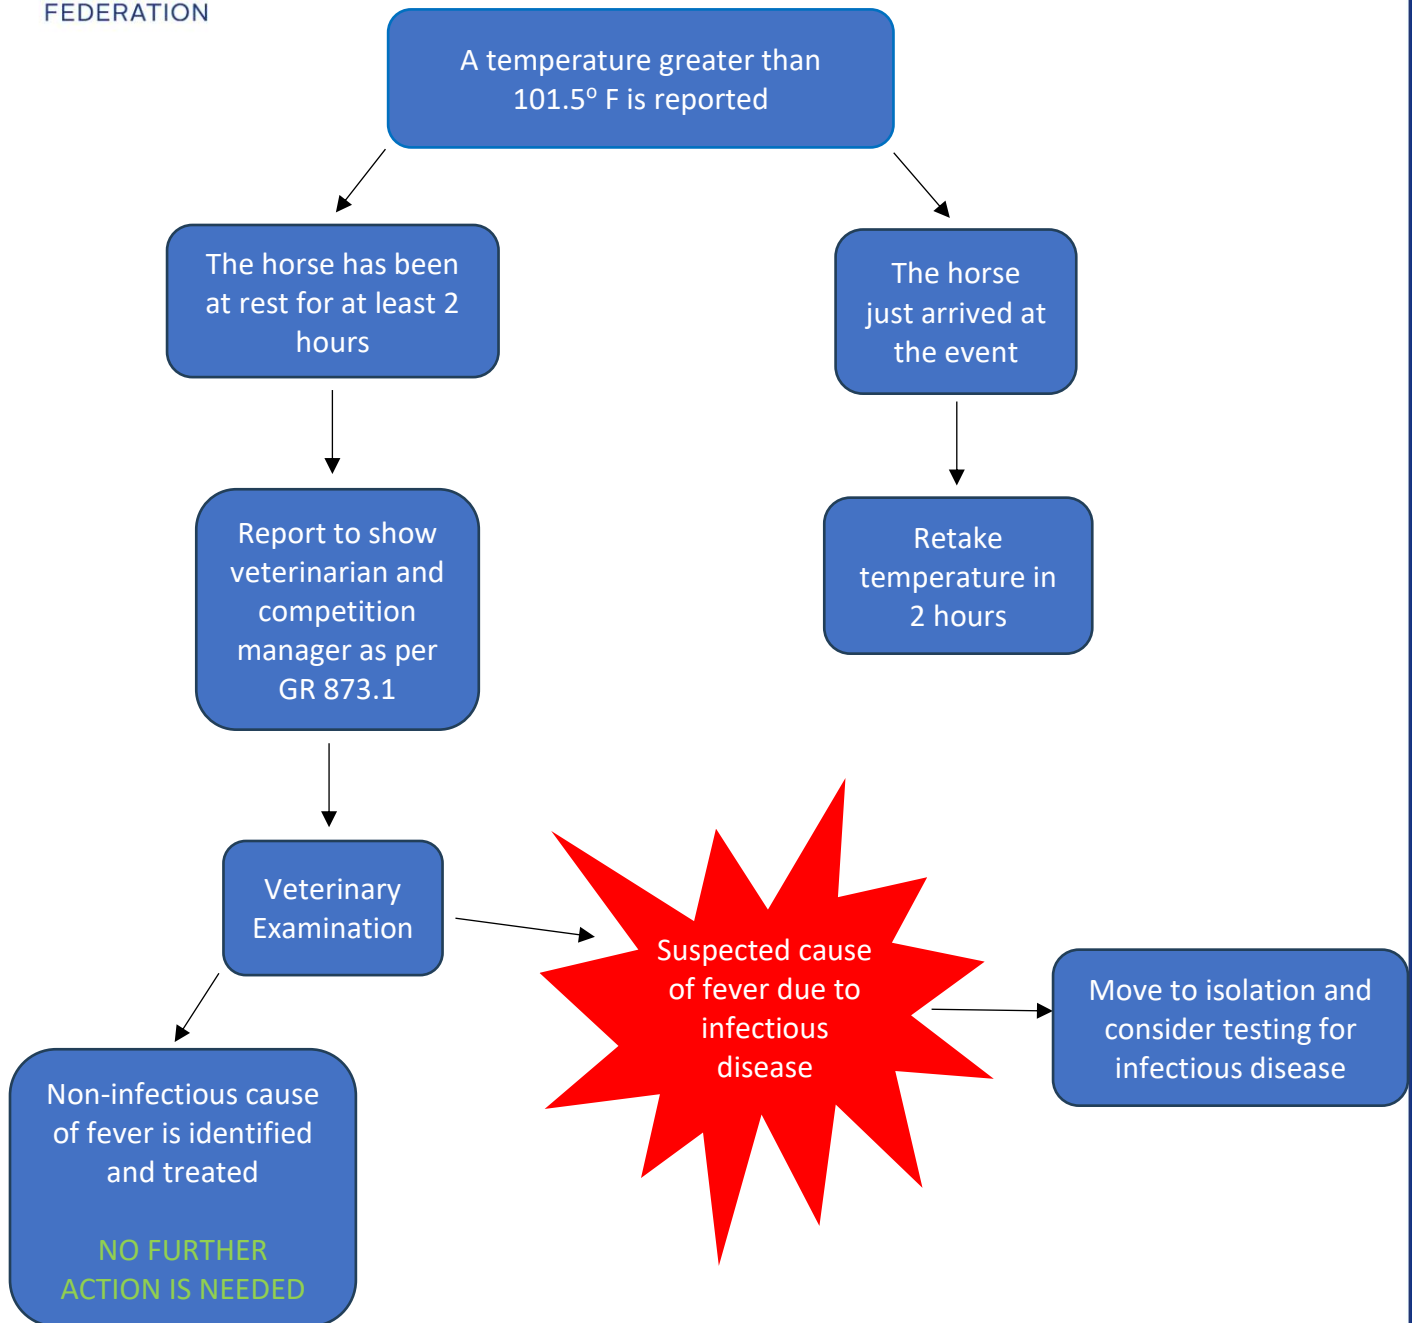 FEDERATION
A temperature greater than
101.5º F is reported
The horse has been
at rest for at least 2
hours
The horse
just arrived at
the event
Report to show
veterinarian and
competition
manager as per
GR 873.1
Retake
temperature in
2 hours
Veterinary
Examination
Suspected cause
of fever due to
infectious
disease
Move to isolation and
consider testing for
infectious disease
Non-infectious cause
of fever is identified
and treated
NO FURTHER
ACTION IS NEEDED